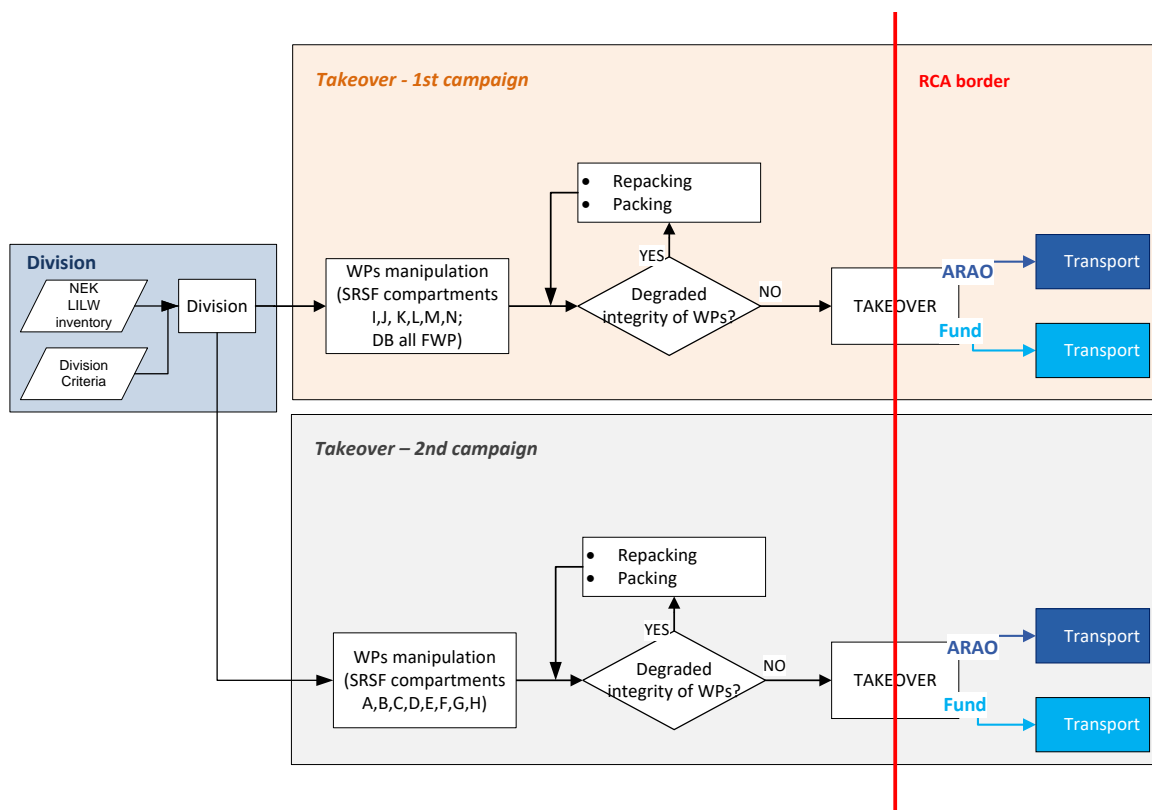 Takeover - 1st campaign
RCA border
• Repacking
• Packing
Division
NEK
LILW
inventory
Division
Criteria
Division
WPs manipulation
(SRSF compartments
I,J, K,L,M,N;
DB all FWP)
YES
Degraded
integrity of WPs?
NO
TAKEOVER
ARAO
Transport
Fund
Transport
Takeover – 2nd campaign
• Repacking
• Packing
WPs manipulation
(SRSF compartments
A,B,C,D,E,F,G,H)
YES
Degraded
integrity of WPs?
NO
TAKEOVER
ARAO
Transport
Fund
Transport